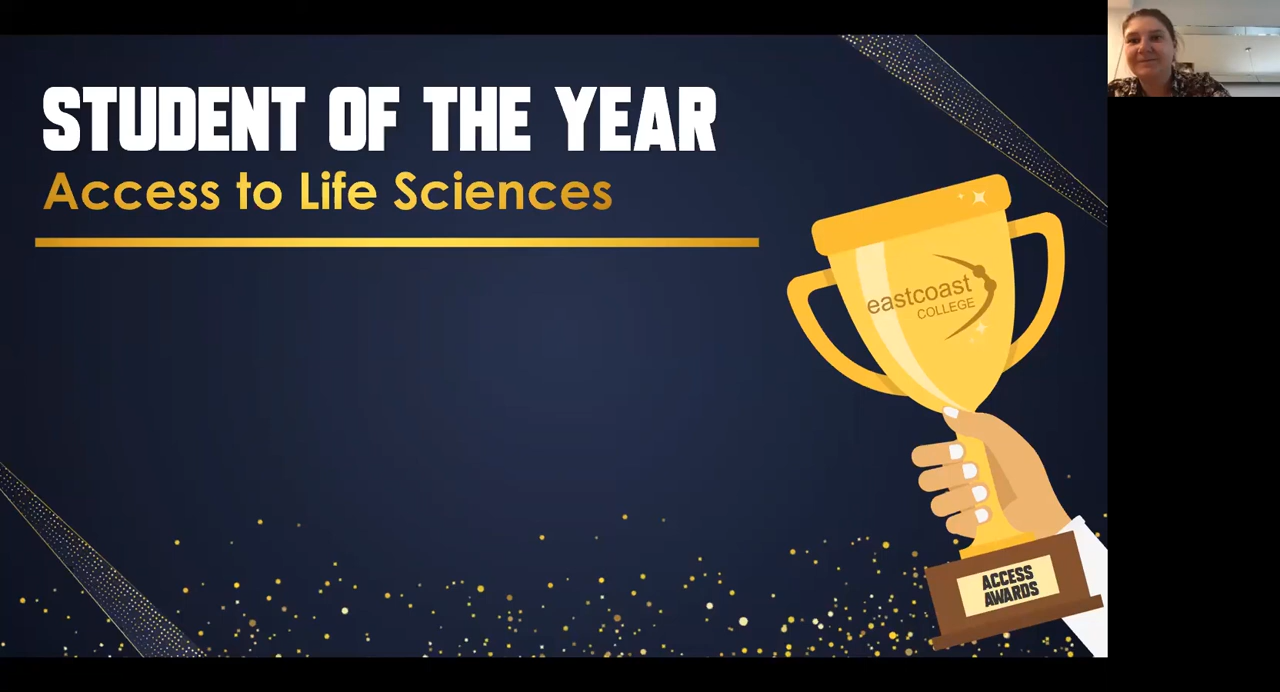 STUDENT OF THE YEAR
Access to Life Sciences
eastcoast
COLLEGE
ACCESS
AWARDS